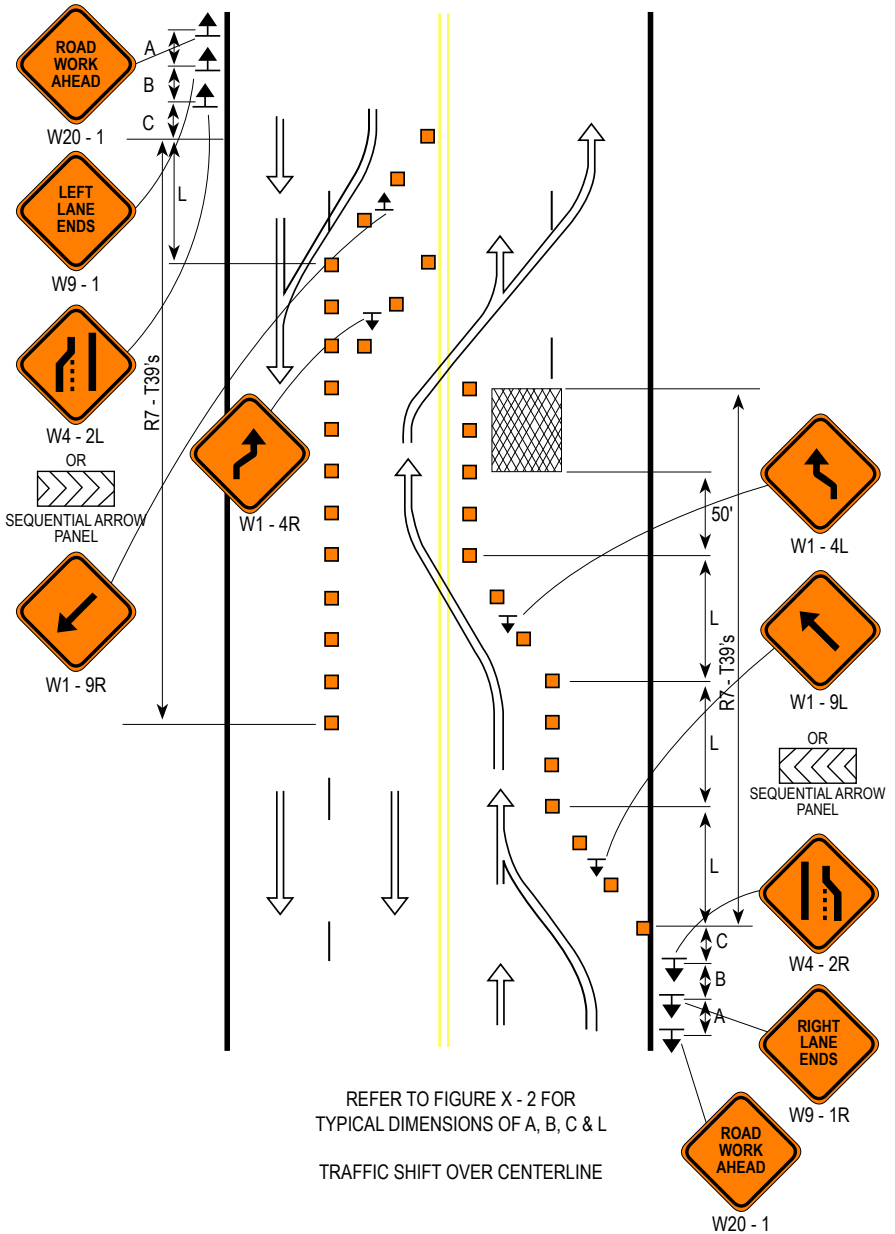 ROAD
WORK
AHEAD
W20 - 1
LEFT
LANE
ENDS
W9 - 1
W4 - 2L
OR
SEQUENTIAL ARROW
PANEL
W1 - 9R
A
B
C
L
R7 - T39's
W1 - 4R
50'
L
L
L
R7 - T39's
C
B
A
W1 - 4L
W1 - 9L
OR
SEQUENTIAL ARROW
PANEL
W4 - 2R
RIGHT
LANE
ENDS
W9 - 1R
ROAD
WORK
AHEAD
W20 - 1
REFER TO FIGURE X - 2 FOR
TYPICAL DIMENSIONS OF A, B, C & L
TRAFFIC SHIFT OVER CENTERLINE